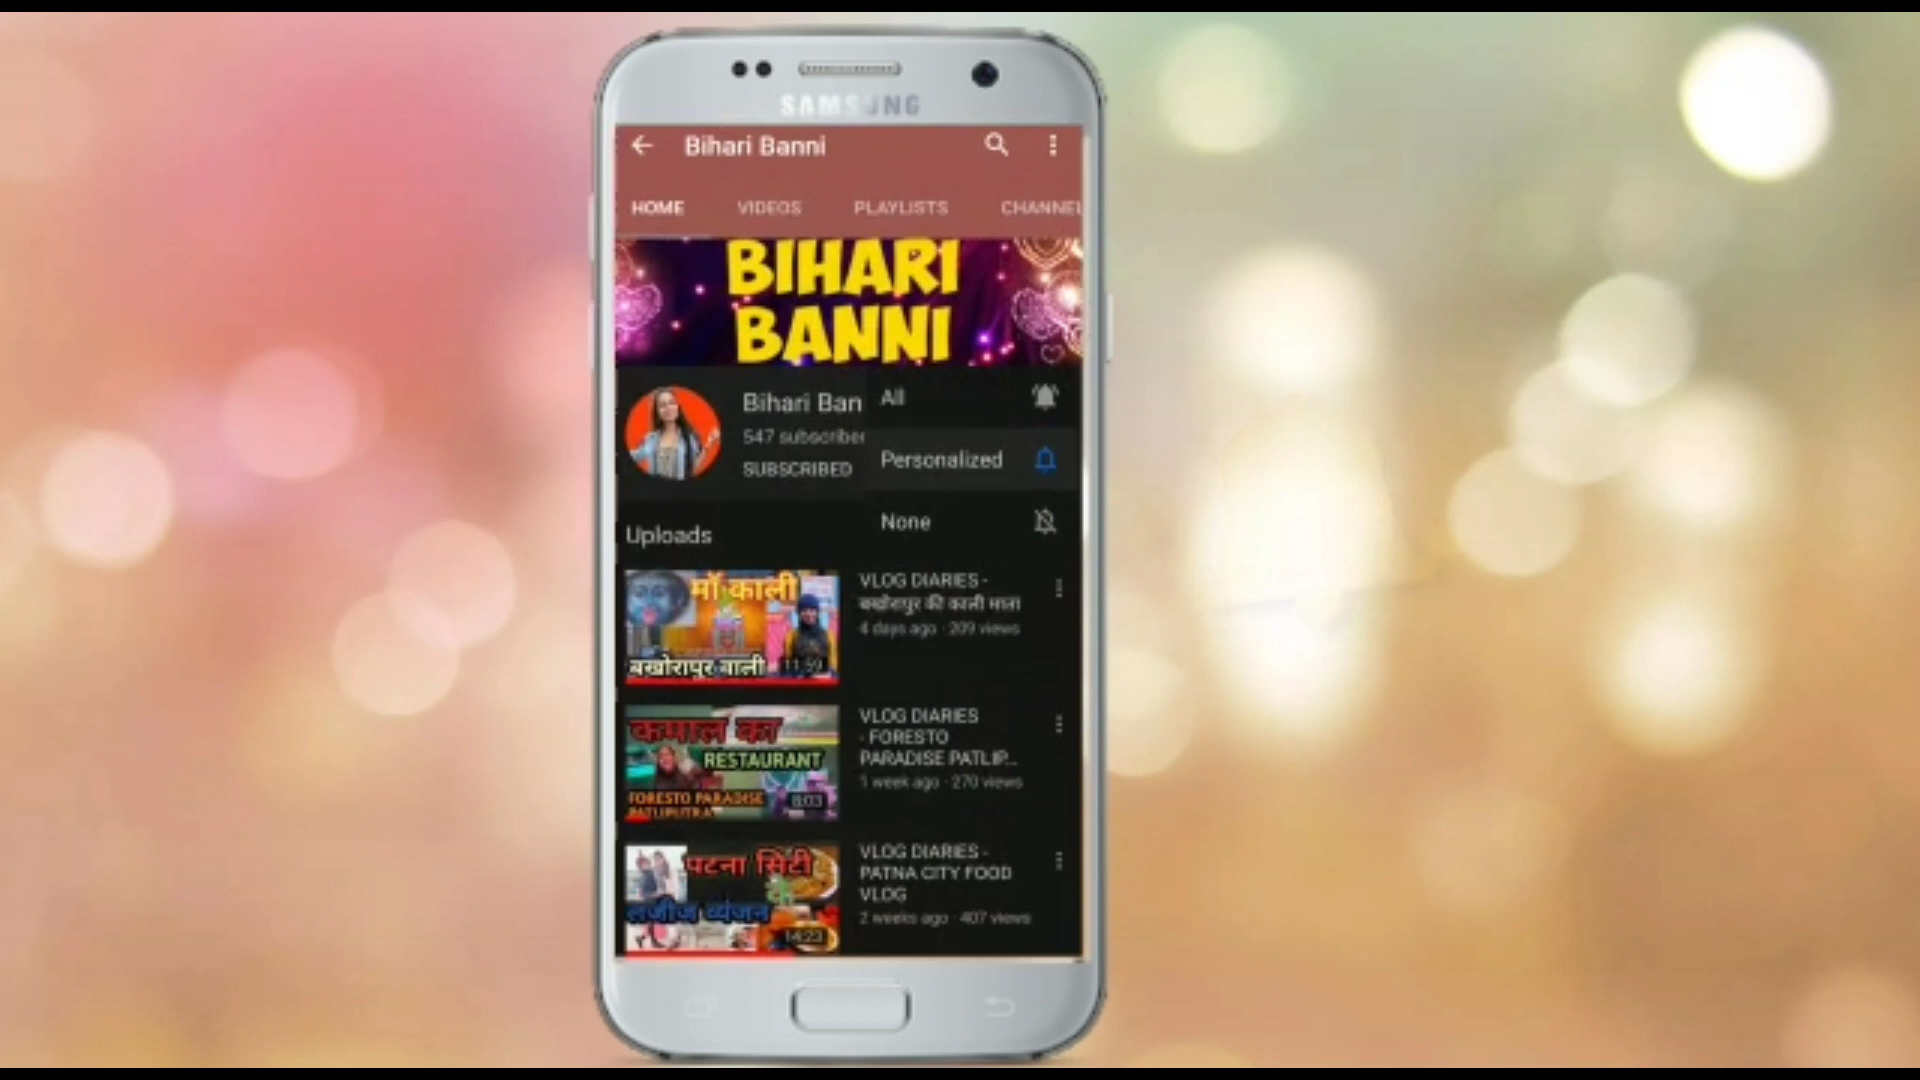 SAMSUNG
Bihari Banni
HOME VIDEOS PLAYLISTS CHANNEL
BIHARI
BANNI
Bihari Ban
547 subscriber
SUBSCRIBED
All
Personalized
None
Uploads
माँ काली
बखोरापुर वाली
11:59
VLOG DIARIES -
बखोरापुर की काली माता
4 days ago · 209 views
कमाल का
RESTAURANT
FORESTO PARADISE
PATLIPUTRA
8:03
VLOG DIARIES
- FORESTO
PARADISE PATLIP...
1 week ago · 270 views
पटना सिटी
के
लजीज व्यंजन
14:23
VLOG DIARIES -
PATNA CITY FOOD
VLOG
2 weeks ago · 407 views